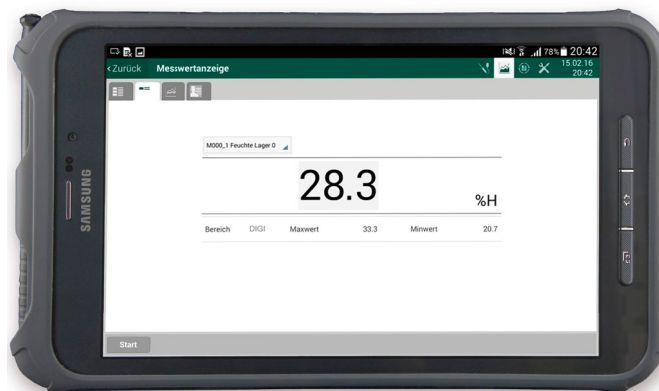 78% 20:42
‹Zurück Messwertanzeige 15.02.16
20:42
M000_1 Feuchte Lager 0
28.3
%H
Bereich DIGI Maxwert 33.3 Minwert 20.7
Start
SAMSUNG